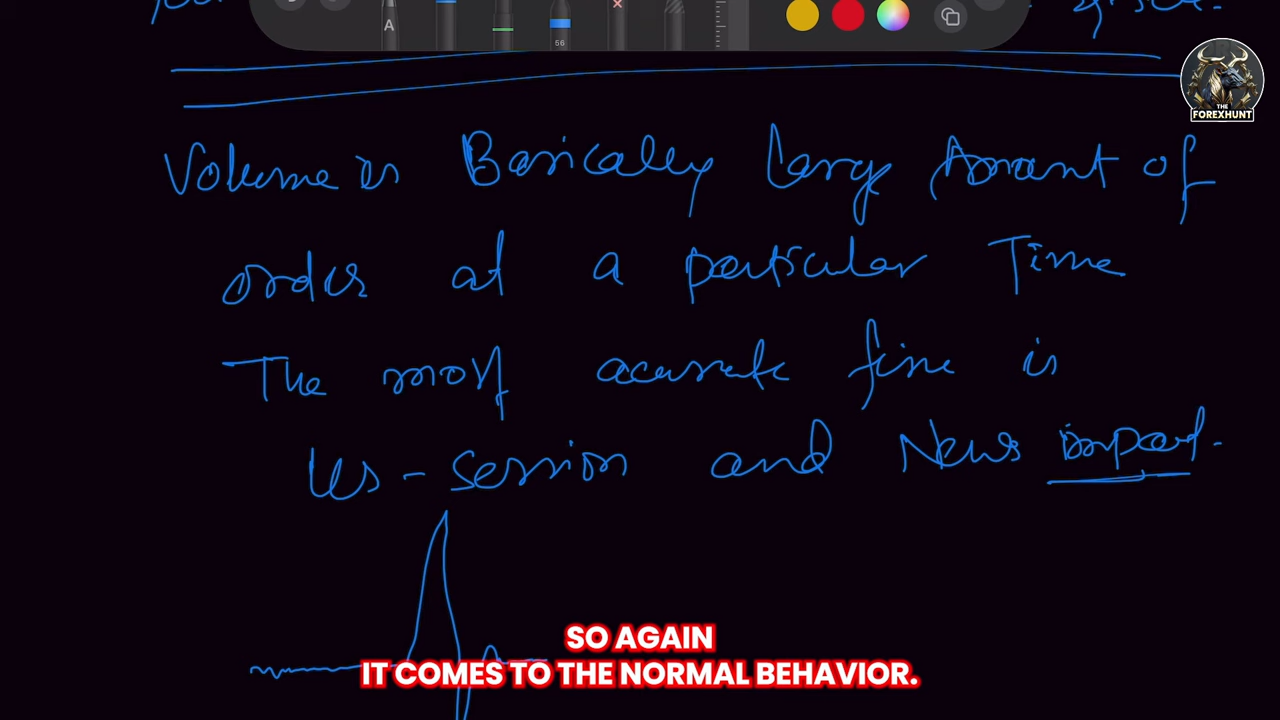 A
56
THE
FOREXHUNT
Volume is Basically Large Amount of
order at a particular Time
The most accurate time is
Us - session and News impact.
SO AGAIN
IT COMES TO THE NORMAL BEHAVIOR.